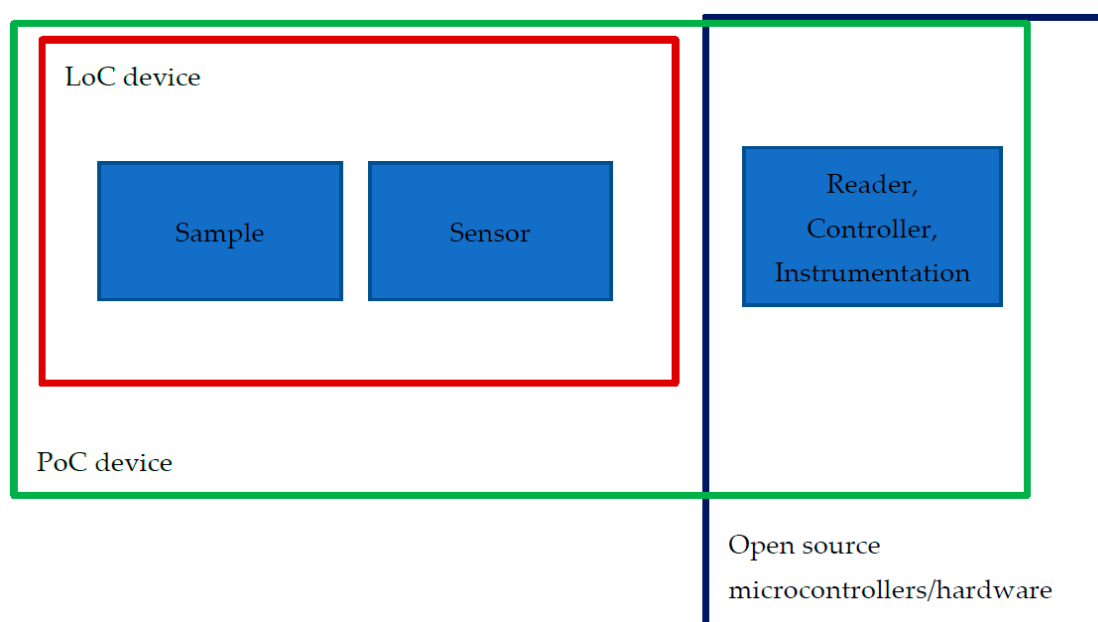 LoC device
Sample
Sensor
Reader,
Controller,
Instrumentation
PoC device
Open source
microcontrollers/hardware